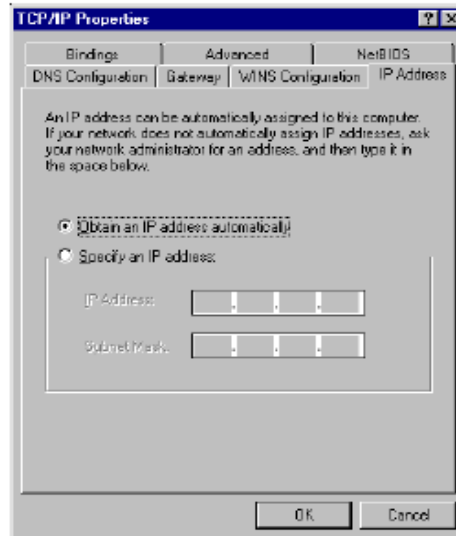 TCP/IP Properties
Bindings Advanced NetBIOS
DNS Configuration Gateway WINS Configuration IP Address
An IP address can be automatically assigned to this computer.
If your network does not automatically assign IP addresses, ask
your network administrator for an address, and then type it in
the space below.
Obtain an IP address automatically
Specify an IP address:
IP Address:
Subnet Mask:
OK Cancel